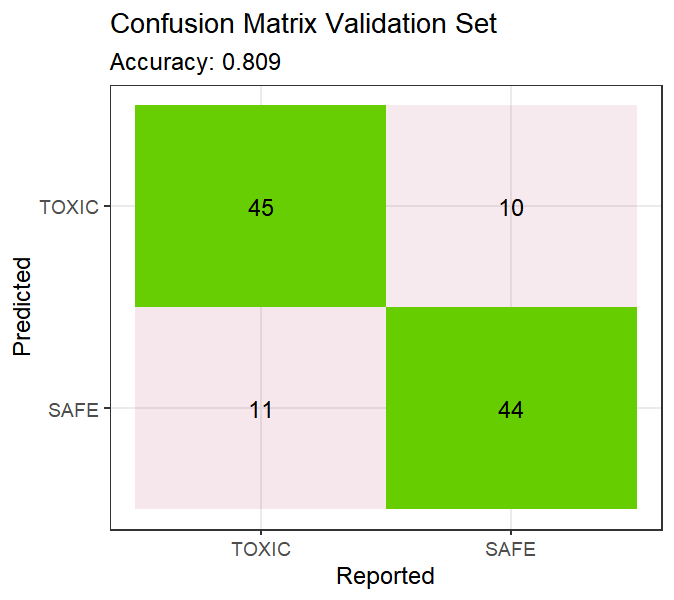 Confusion Matrix Validation Set
Accuracy: 0.809
Predicted
TOXIC
45
10
SAFE
11
44
TOXIC
SAFE
Reported